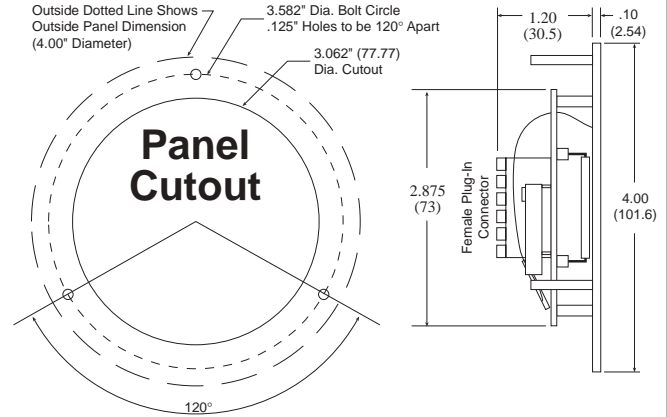 Outside Dotted Line Shows
Outside Panel Dimension
(4.00" Diameter)
3.582" Dia. Bolt Circle
.125" Holes to be 120° Apart
3.062" (77.77)
Dia. Cutout
Panel
Cutout
120°
1.20
(30.5)
.10
(2.54)
2.875
(73)
Female Plug-In
Connector
4.00
(101.6)